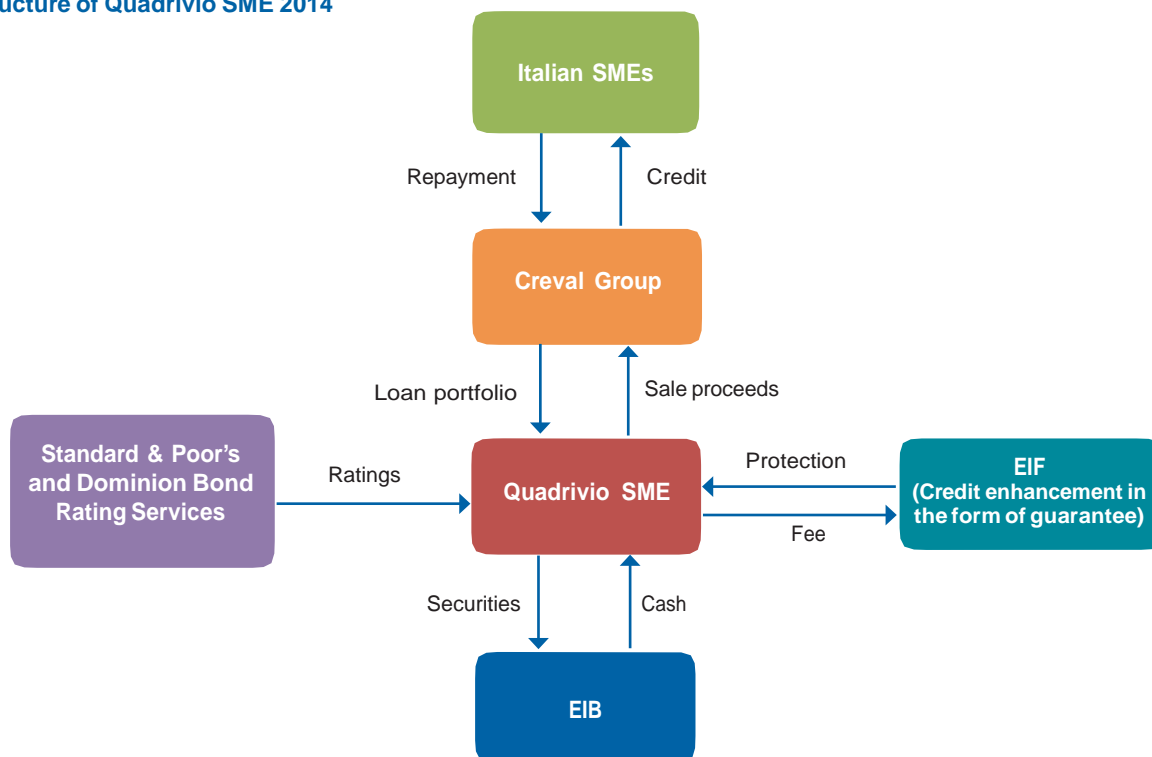 ucture of Quadrivio SME 2014
Italian SMEs
Repayment
Credit
Creval Group
Loan portfolio
Sale proceeds
Standard & Poor's
and Dominion Bond
Rating Services
Ratings
Quadrivio SME
Protection
Fee
EIF
(Credit enhancement in
the form of guarantee)
Securities
Cash
EIB